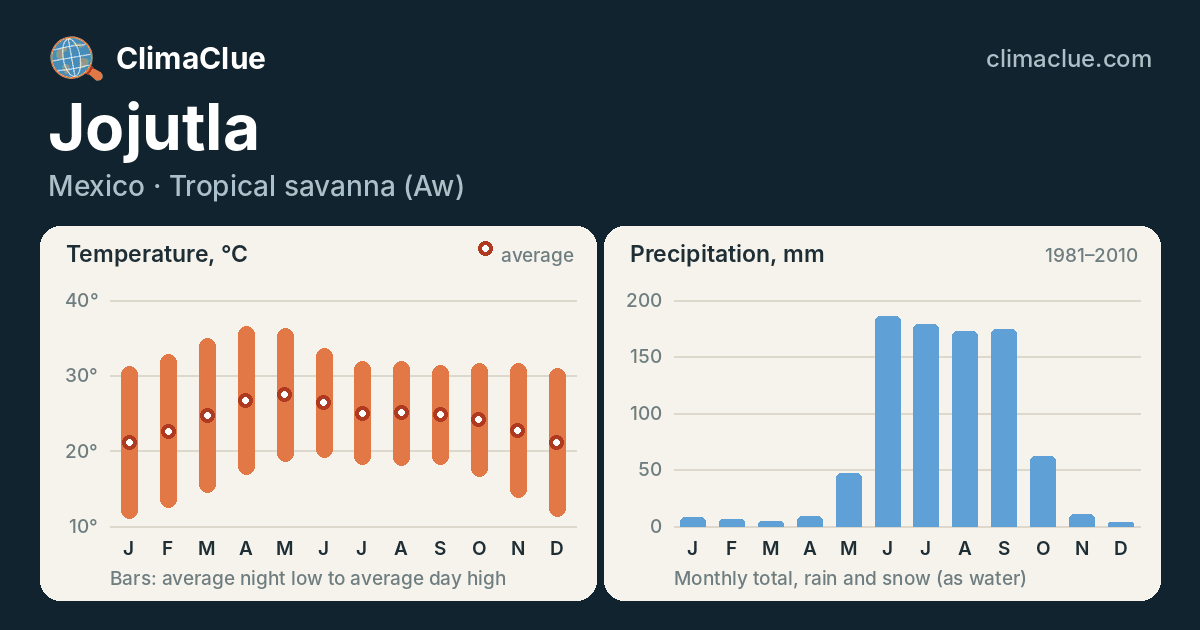 ClimaClue
climaclue.com
Jojutla
Mexico · Tropical savanna (Aw)
Temperature, °C
average
40°
30°
20°
10°
J F M A M J J A S O N D
Bars: average night low to average day high
Precipitation, mm
1981–2010
200
150
100
50
0
J F M A M J J A S O N D
Monthly total, rain and snow (as water)